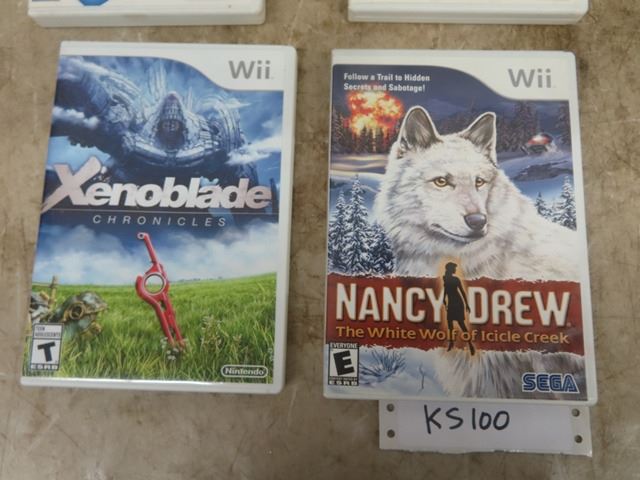 Wii
Xenoblade
CHRONICLES
TEEN
T
ESRB
Nintendo
Follow a Trail to Hidden
Secrets and Sabotage!
Wii
NANCY DREW
The White Wolf of Icicle Creek
EVERYONE
E
ESRB
SEGA
KS100